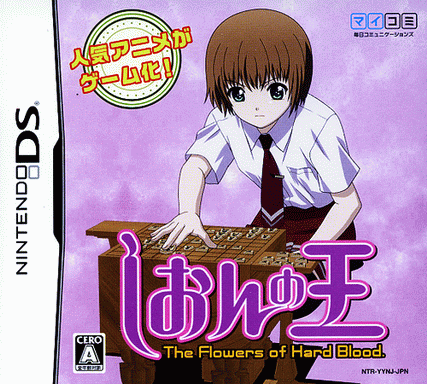 人気アニメが
ゲーム化!
マイコミ
毎日コミュニケーションズ
NINTENDO DS
しおんの王
The Flowers of Hard Blood.
CERO
A
NTR-YYNJ-JPN